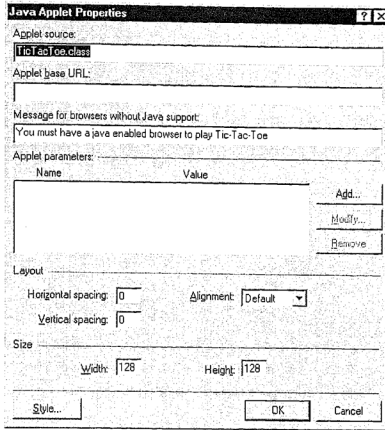 Java Applet Properties
Applet source:
TicTacToe.class
Applet base URL:
Message for browsers without Java support:
You must have a java enabled browser to play Tic-Tac-Toe
Applet parameters:
Name Value
Add...
Modify...
Remove
Layout
Horizontal spacing: 0 Alignment: Default
Vertical spacing: 0
Size
Width: 128 Height: 128
Style... OK Cancel